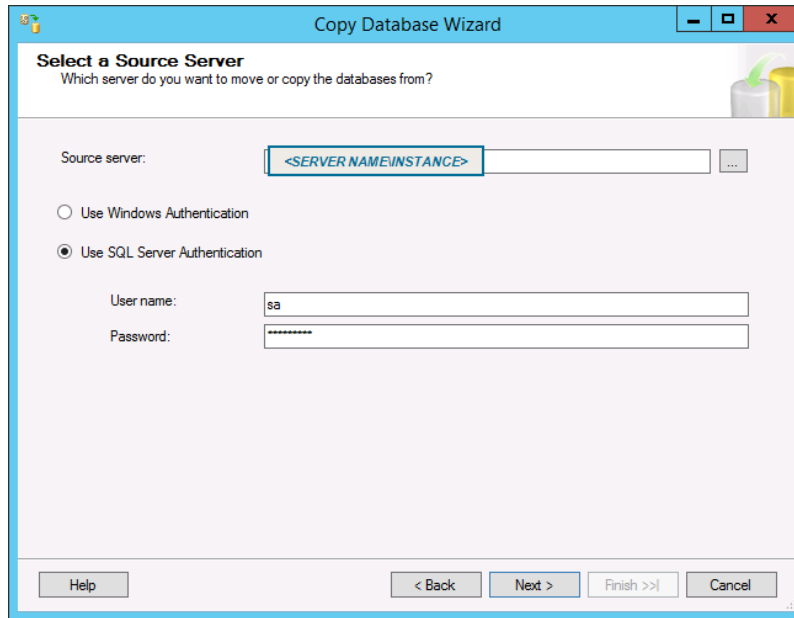 Copy Database Wizard
Select a Source Server
Which server do you want to move or copy the databases from?
Source server:
<SERVER NAME\INSTANCE>
...
Use Windows Authentication
Use SQL Server Authentication
User name:
sa
Password:
*********
Help
< Back
Next >
Finish >>|
Cancel